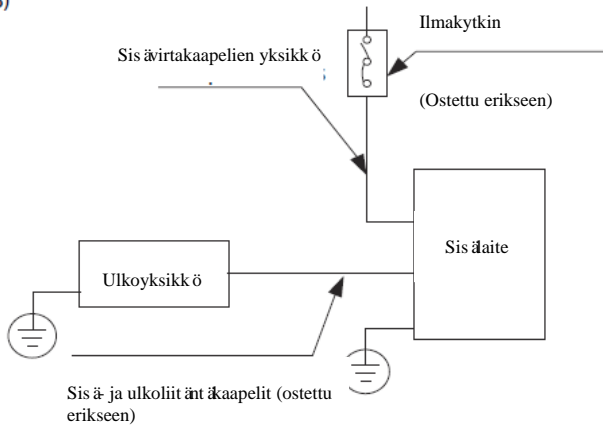 Ilmakytkin
Sisävirtakaapelien yksikkö
(Ostettu erikseen)
Sisälaite
Ulkoyksikkö
Sisä- ja ulkoliitäntäkaapelit (ostettu
erikseen)